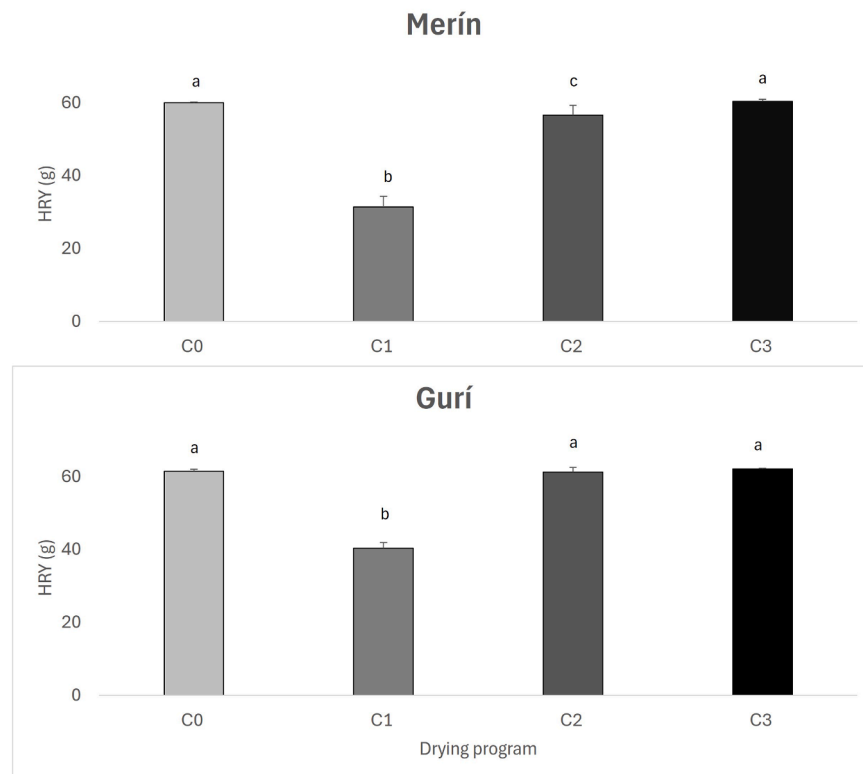 Merín
a
b
c
a
HRY (g)
60
40
20
0
C0 C1 C2 C3
Gurí
a
b
a
a
HRY (g)
60
40
20
0
C0 C1 C2 C3
Drying program